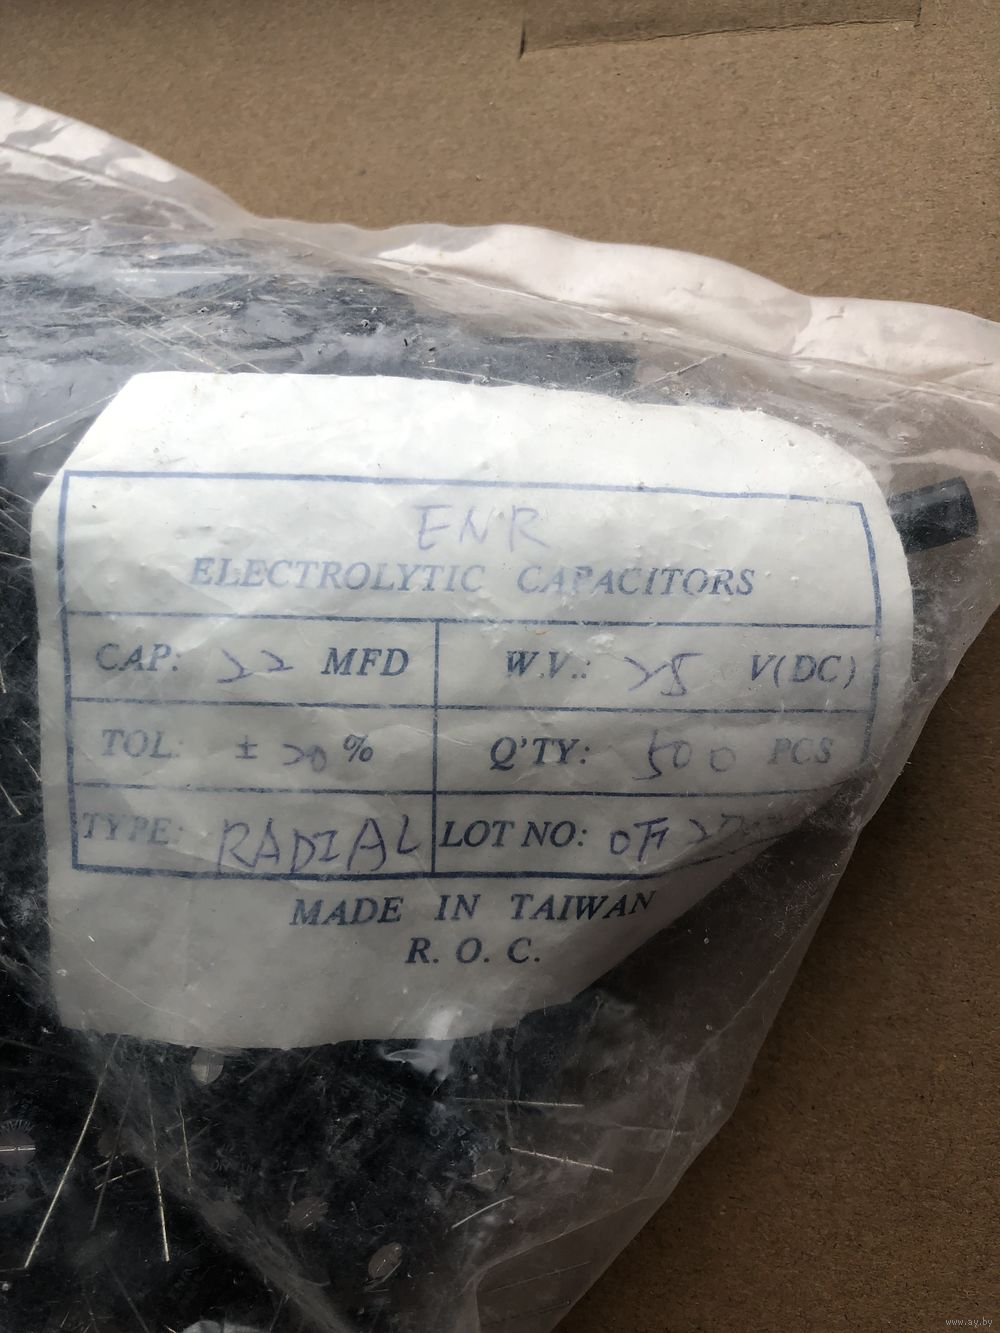 ENR
ELECTROLYTIC CAPACITORS
CAP: 22 MFD
W.V.: 25 V(DC)
TOL: ± 20 %
Q'TY: 500 PCS
TYPE: RADIAL
LOT NO:
MADE IN TAIWAN
R. O. C.
www.ay.by